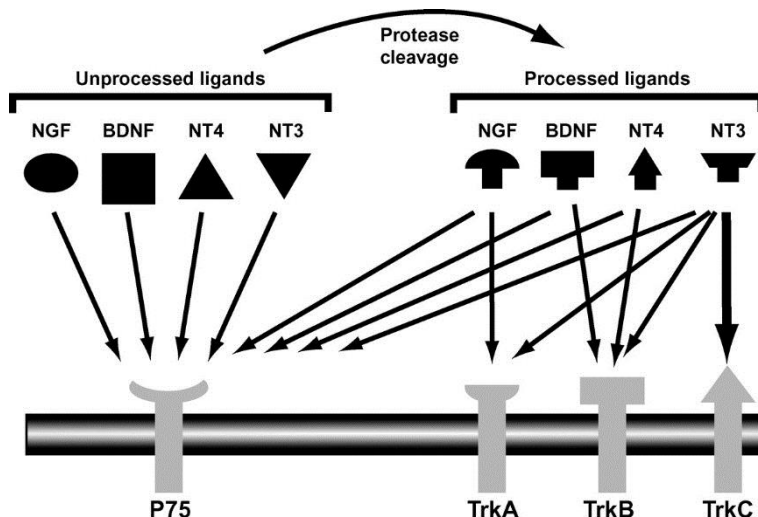 Protease
cleavage
Unprocessed ligands
Processed ligands
NGF BDNF NT4 NT3
NGF BDNF NT4 NT3
P75 TrkA TrkB TrkC